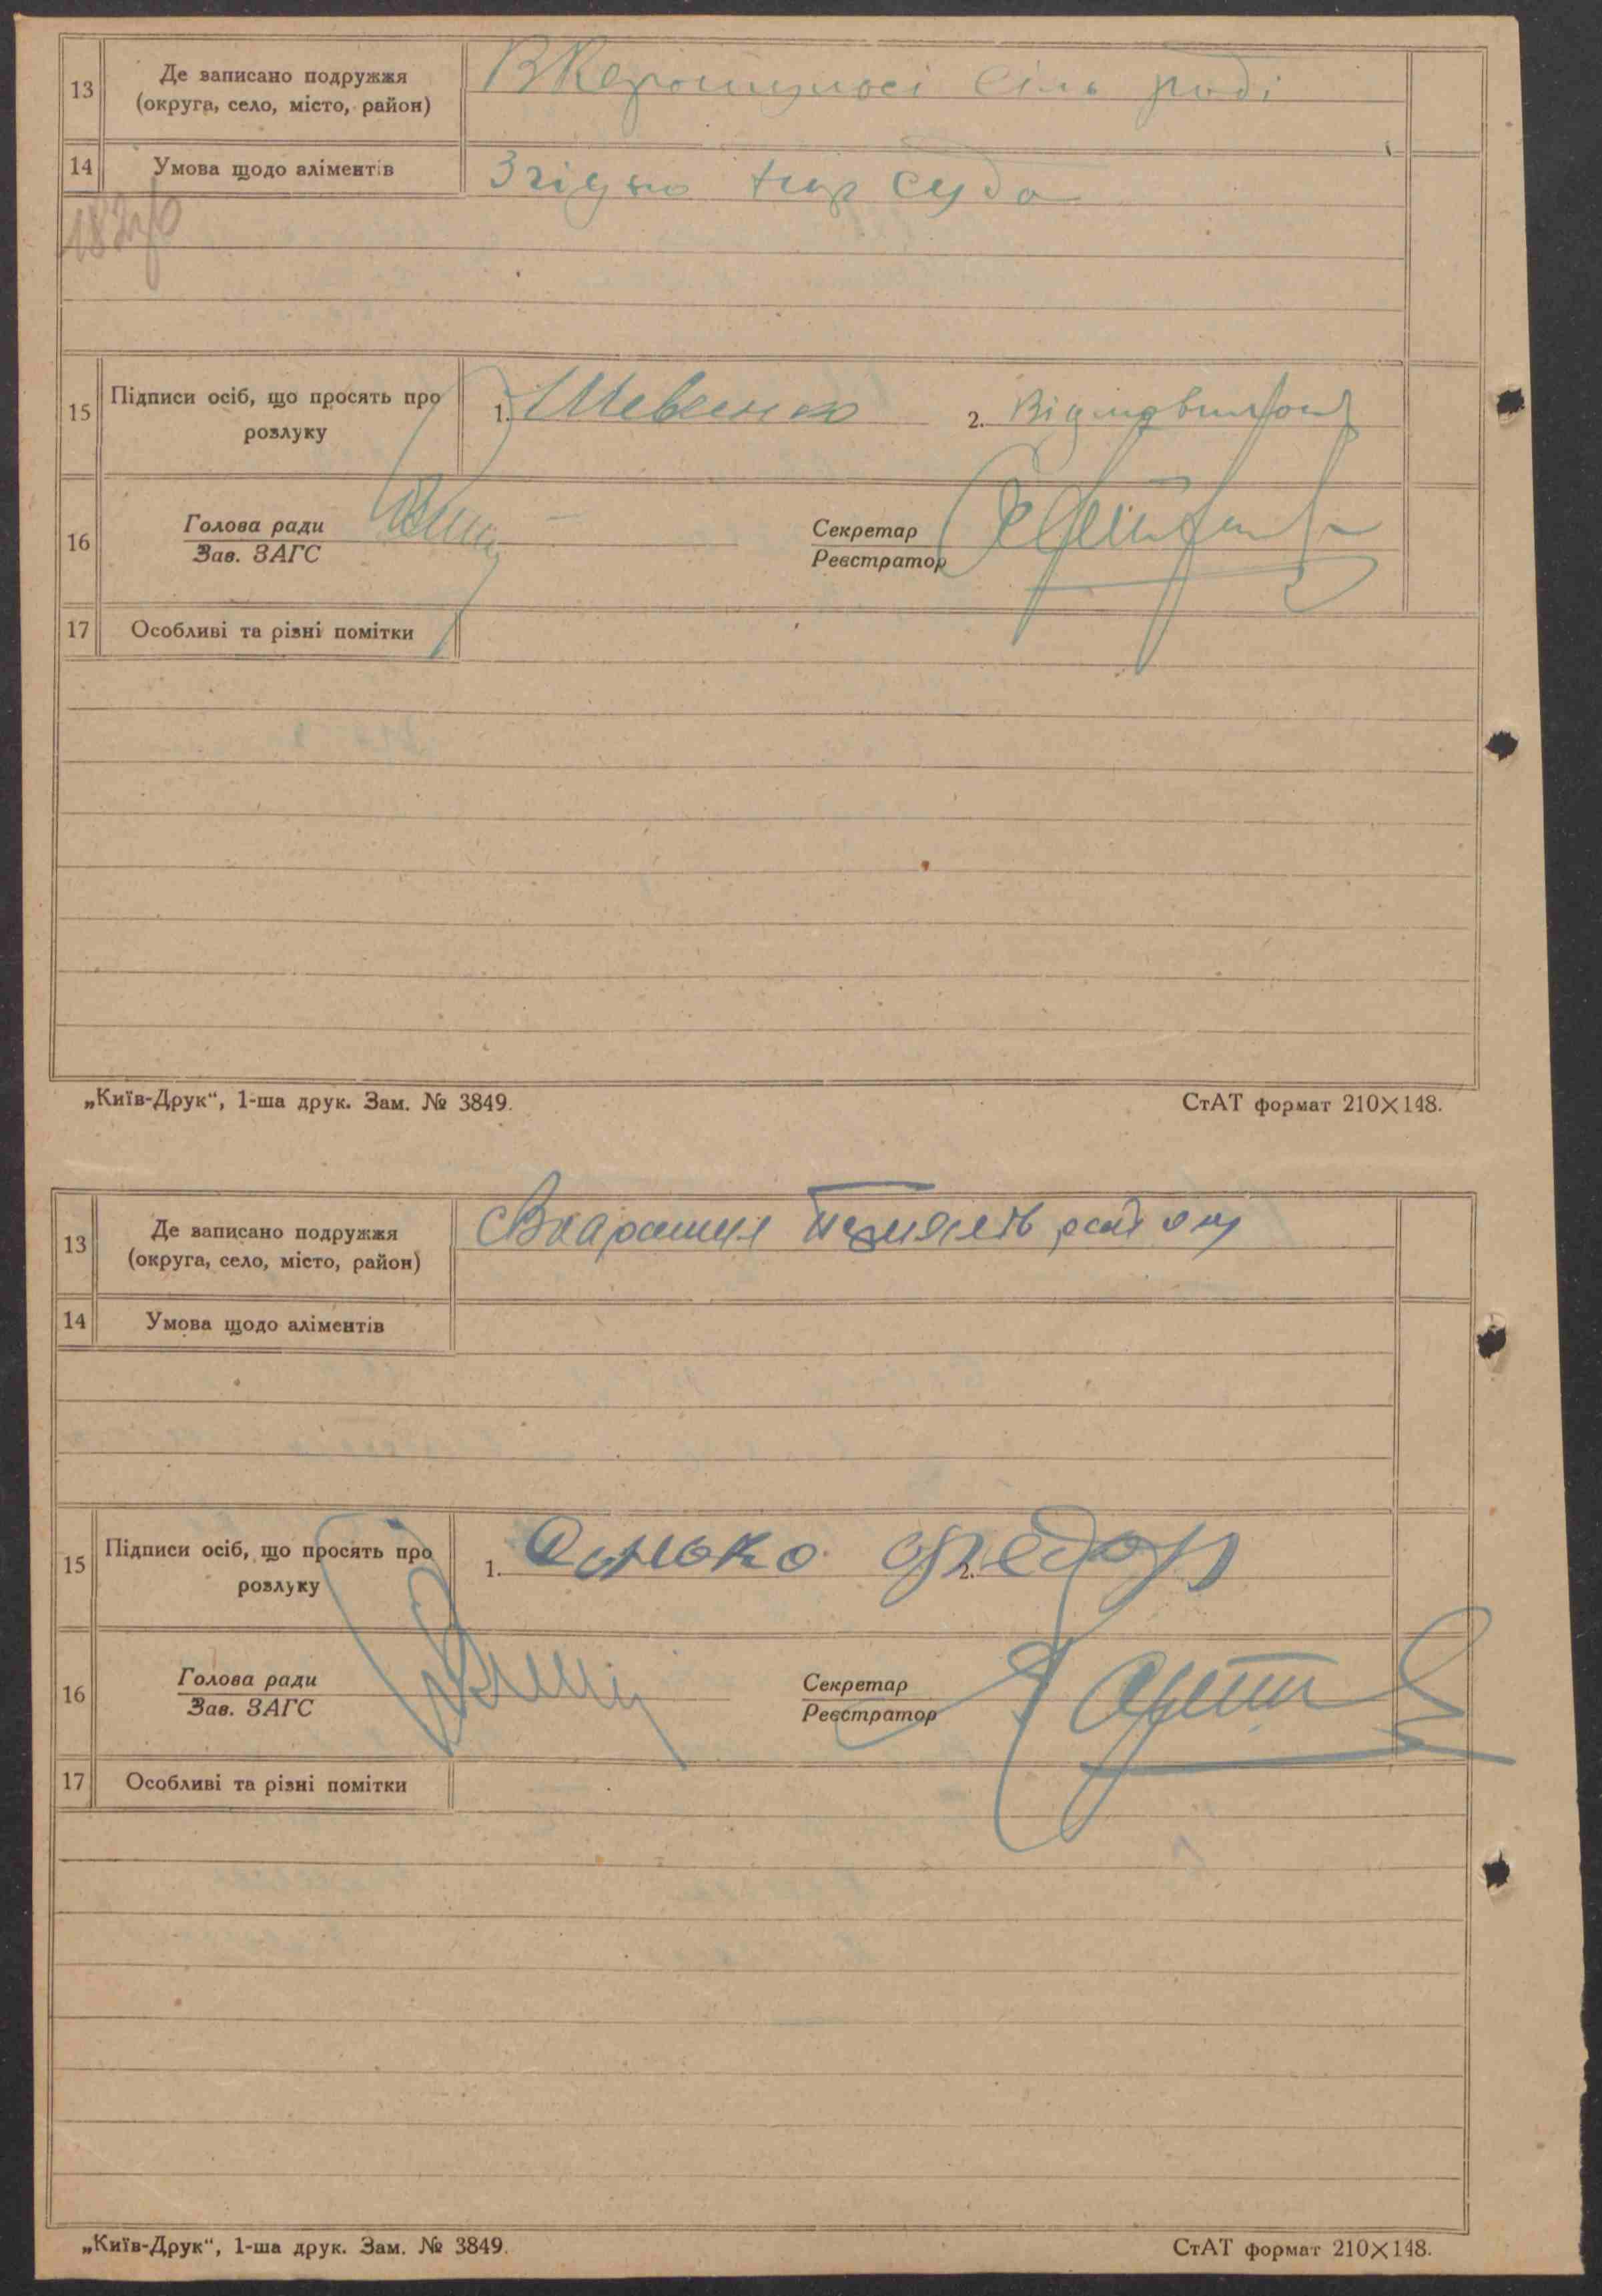 13 Де записано подружжя
(округа, село, місто, район)
сіль раді
14 Умова щодо аліментів Згідно нар суда
15 Підписи осіб, що просять про
розлуку
1. Шевченко 2. Відмовилась
16 Голова ради
Зав. ЗАГС
Секретар
Реєстратор
17 Особливі та різні помітки
„Київ-Друк“, 1-ша друк. Зам. № 3849. СтАТ формат 210×148.
13 Де записано подружжя
(округа, село, місто, район)
14 Умова щодо аліментів
15 Підписи осіб, що просять про
розлуку
1. 2. Федор
16 Голова ради
Зав. ЗАГС
Секретар
Реєстратор
17 Особливі та різні помітки
„Київ-Друк“, 1-ша друк. Зам. № 3849. СтАТ формат 210×148.